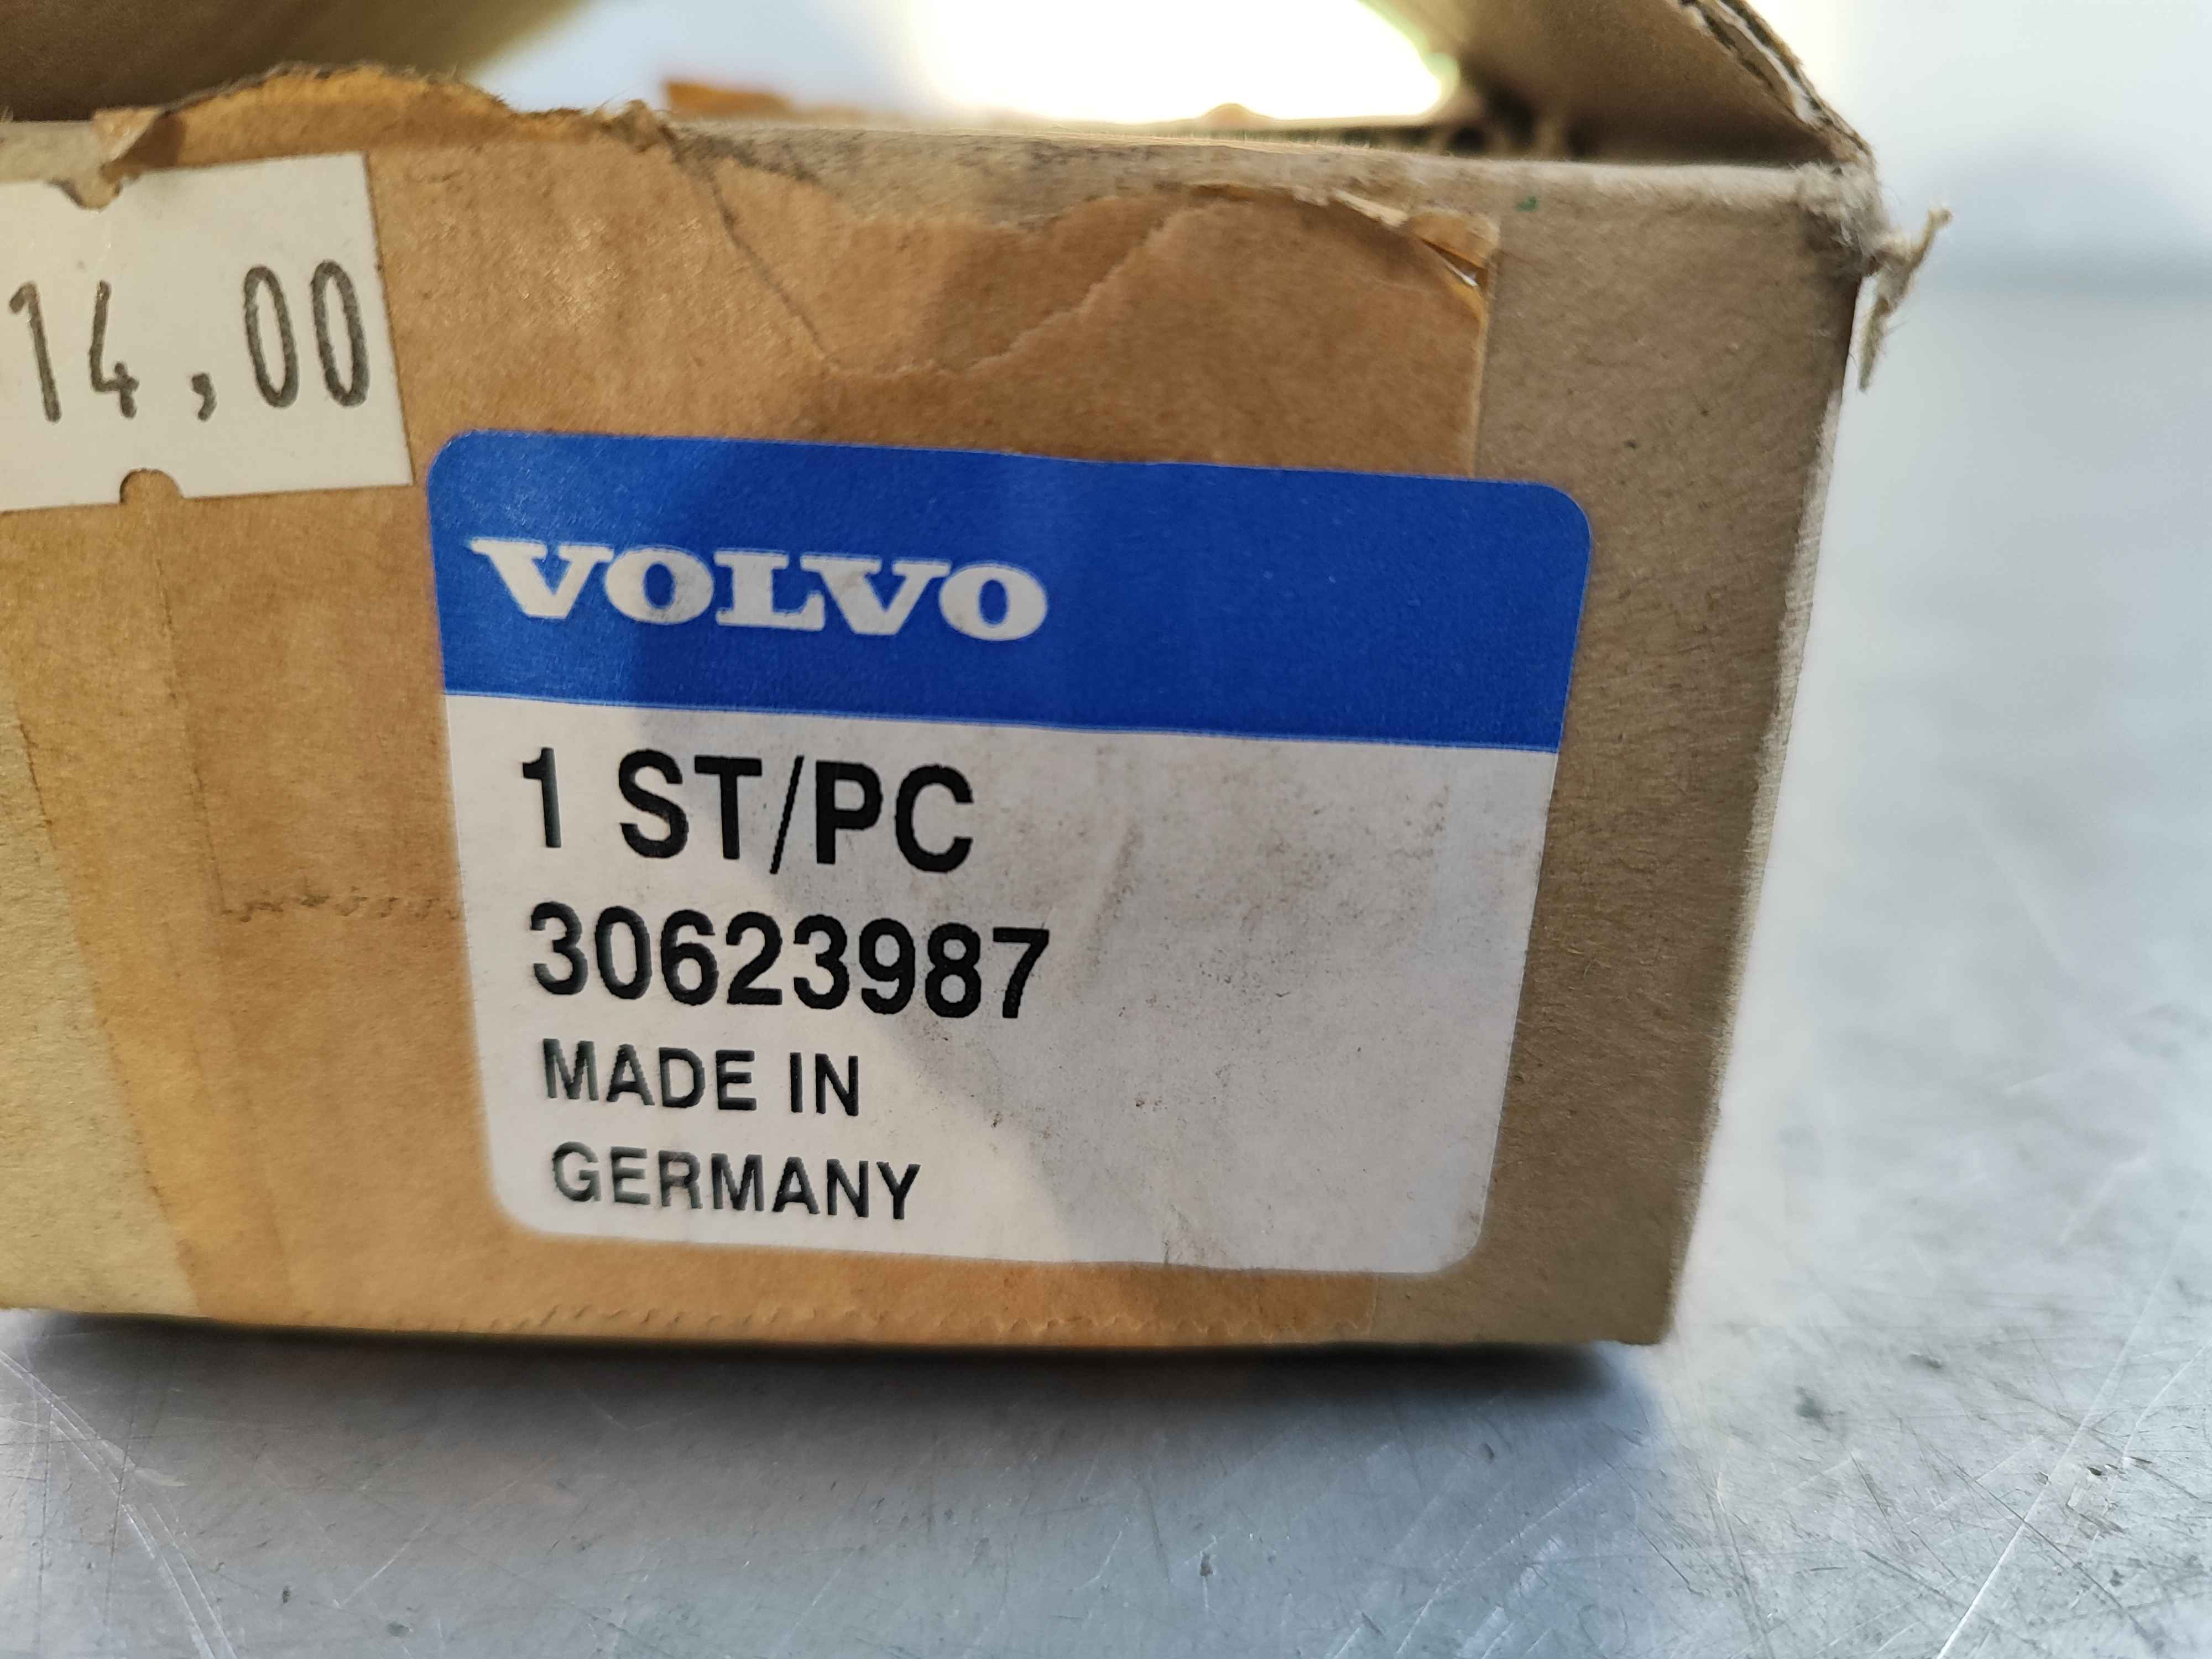 14,00
VOLVO
1 ST/PC
30623987
MADE IN
GERMANY